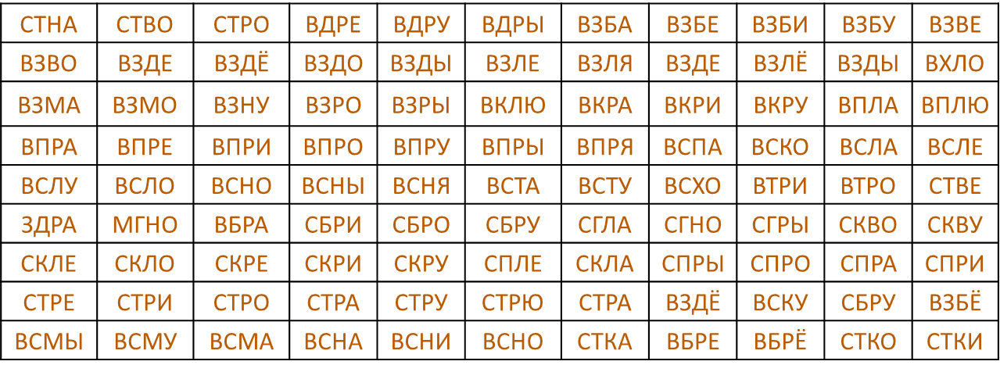 СТНА СТВО СТРО ВДРЕ ВДРУ ВДРЫ ВЗБА ВЗБЕ ВЗБИ ВЗБУ ВЗВЕ
ВЗВО ВЗДЕ ВЗДЁ ВЗДО ВЗДЫ ВЗЛЕ ВЗЛЯ ВЗДЕ ВЗЛЁ ВЗДЫ ВХЛО
ВЗМА ВЗМО ВЗНУ ВЗРО ВЗРЫ ВКЛЮ ВКРА ВКРИ ВКРУ ВПЛА ВПЛЮ
ВПРА ВПРЕ ВПРИ ВПРО ВПРУ ВПРЫ ВПРЯ ВСПА ВСКО ВСЛА ВСЛЕ
ВСЛУ ВСЛО ВСНО ВСНЫ ВСНЯ ВСТА ВСТУ ВСХО ВТРИ ВТРО СТВЕ
ЗДРА МГНО ВБРА СБРИ СБРО СБРУ СГЛА СГНО СГРЫ СКВО СКВУ
СКЛЕ СКЛО СКРЕ СКРИ СКРУ СПЛЕ СКЛА СПРЫ СПРО СПРА СПРИ
СТРЕ СТРИ СТРО СТРА СТРУ СТРЮ СТРА ВЗДЁ ВСКУ СБРУ ВЗБЁ
ВСМЫ ВСМУ ВСМА ВСНА ВСНИ ВСНО СТКА ВБРЕ ВБРЁ СТКО СТКИ